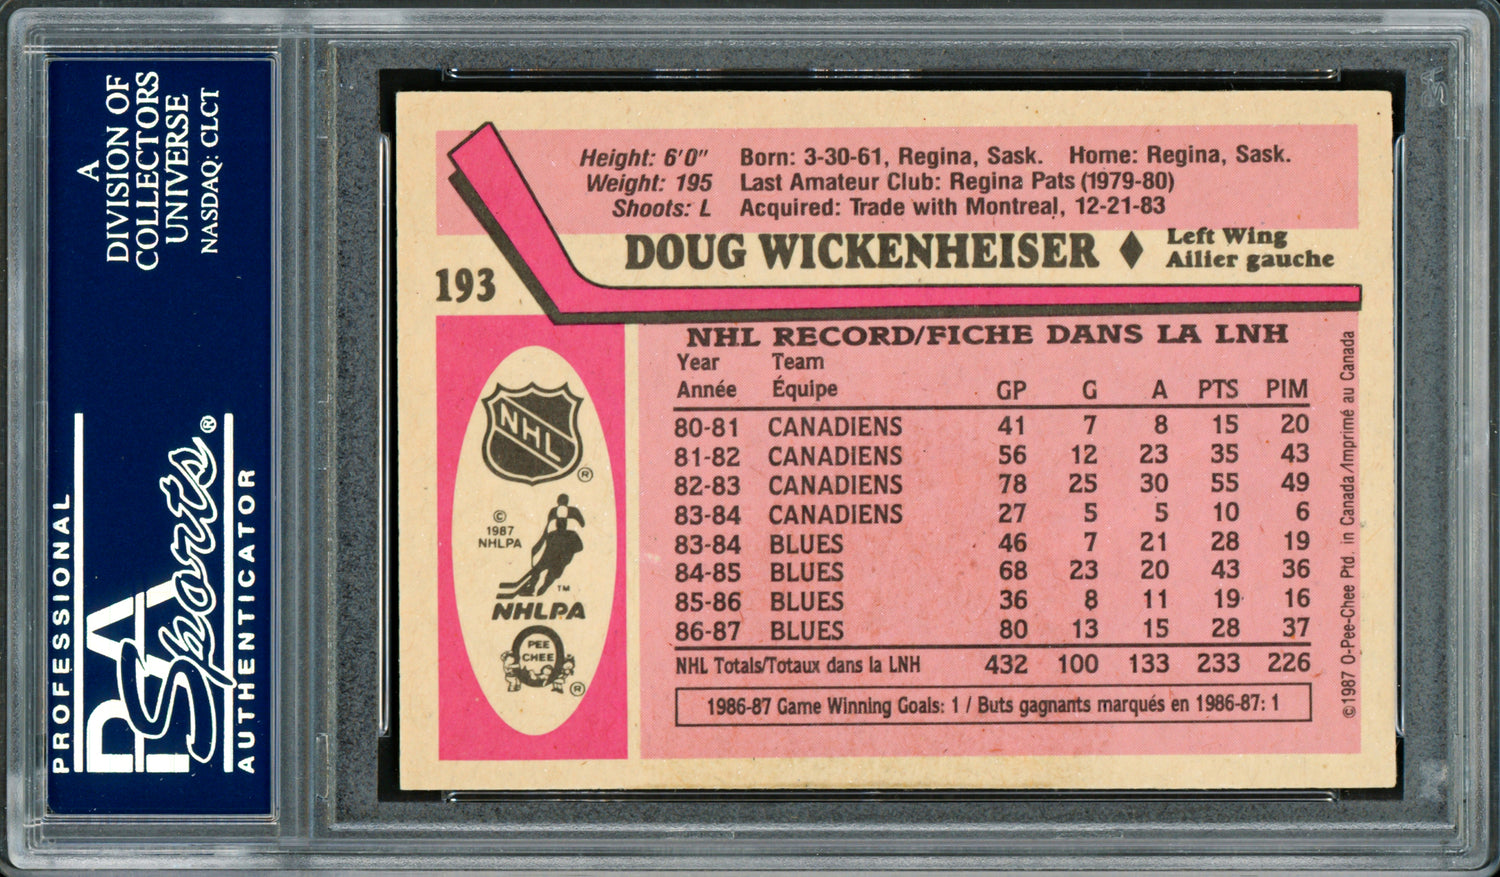 A
DIVISION OF
COLLECTORS
UNIVERSE
NASDAQ: CLCT
PROFESSIONAL
PSA
Sports®
AUTHENTICATOR
Height: 6'0" Born: 3-30-61, Regina, Sask. Home: Regina, Sask.
Weight: 195 Last Amateur Club: Regina Pats (1979-80)
Shoots: L Acquired: Trade with Montreal, 12-21-83
193
DOUG WICKENHEISER ♦ Left Wing
Ailier gauche
NHL RECORD/FICHE DANS LA LNH
Year Team
Année Équipe GP G A PTS PIM
80-81 CANADIENS 41 7 8 15 20
81-82 CANADIENS 56 12 23 35 43
82-83 CANADIENS 78 25 30 55 49
83-84 CANADIENS 27 5 5 10 6
83-84 BLUES 46 7 21 28 19
84-85 BLUES 68 23 20 43 36
85-86 BLUES 36 8 11 19 16
86-87 BLUES 80 13 15 28 37
NHL Totals/Totaux dans la LNH 432 100 133 233 226
1986-87 Game Winning Goals: 1 / Buts gagnants marqués en 1986-87: 1
NHL
®
©
1987
NHLPA
™
NHLPA
O
PEE
CHEE
®
©1987 O-Pee-Chee Ptd. in Canada/Imprimé au Canada